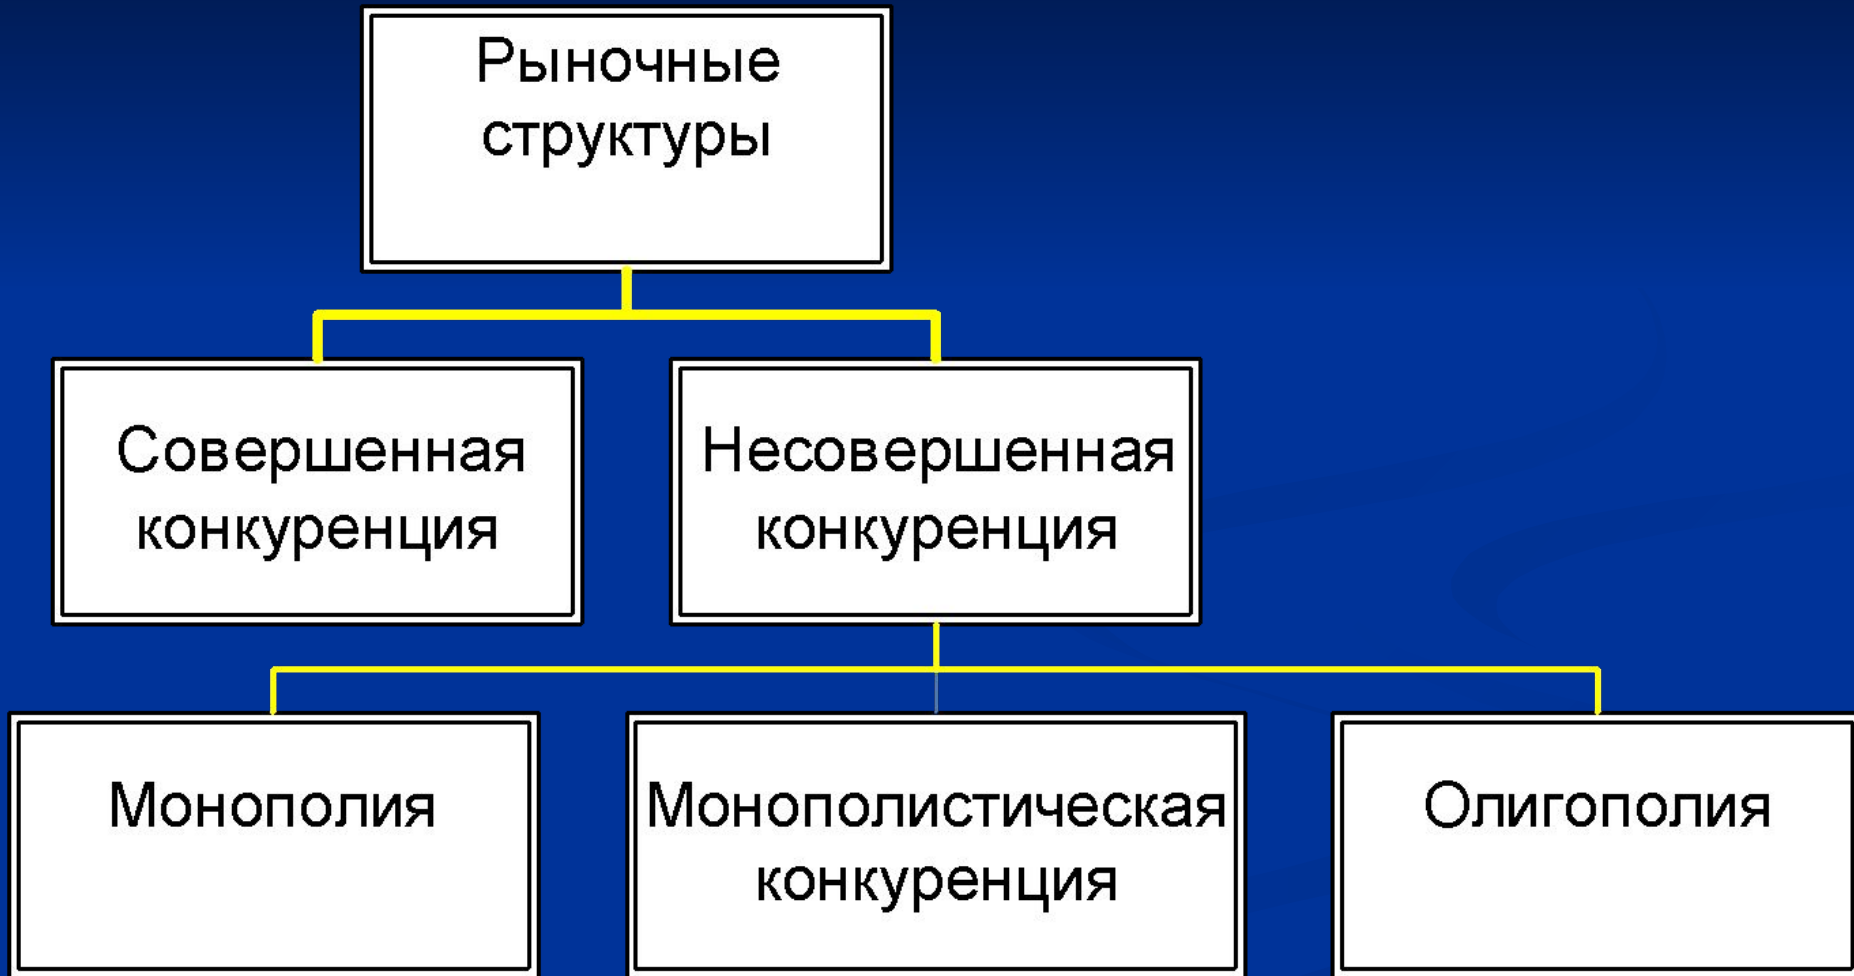 Рыночные
структуры
Совершенная
конкуренция
Несовершенная
конкуренция
Монополия
Монополистическая
конкуренция
Олигополия